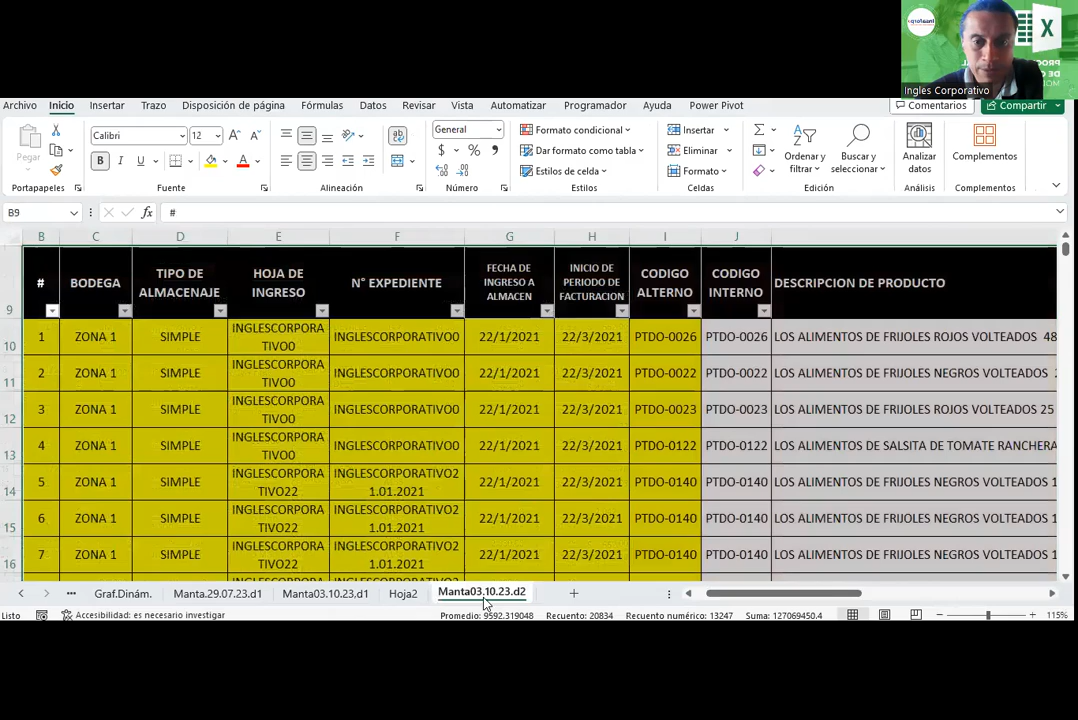 Ingles Corporativo
Archivo Inicio Insertar Trazo Disposición de página Fórmulas Datos Revisar Vista Automatizar Programador Ayuda Power Pivot Comentarios Compartir
Pegar
Calibri 12
N K S
ab
General
$ % ,
Formato condicional
Dar formato como tabla
Estilos de celda
Insertar
Eliminar
Formato
Ordenar y filtrar
Buscar y seleccionar
Analizar datos
Complementos
Portapapeles Fuente Alineación Número Estilos Celdas Edición Análisis Complementos
B9 fx #
B C D E F G H I J
9 # BODEGA TIPO DE ALMACENAJE HOJA DE INGRESO N° EXPEDIENTE FECHA DE INGRESO A ALMACEN INICIO DE PERIODO DE FACTURACION CODIGO ALTERNO CODIGO INTERNO DESCRIPCION DE PRODUCTO
10 1 ZONA 1 SIMPLE INGLESCORPORATIVO0 INGLESCORPORATIVO0 22/1/2021 22/3/2021 PTDO-0026 PTDO-0026 LOS ALIMENTOS DE FRIJOLES ROJOS VOLTEADOS 48
11 2 ZONA 1 SIMPLE INGLESCORPORATIVO0 INGLESCORPORATIVO0 22/1/2021 22/3/2021 PTDO-0022 PTDO-0022 LOS ALIMENTOS DE FRIJOLES NEGROS VOLTEADOS
12 3 ZONA 1 SIMPLE INGLESCORPORATIVO0 INGLESCORPORATIVO0 22/1/2021 22/3/2021 PTDO-0023 PTDO-0023 LOS ALIMENTOS DE FRIJOLES ROJOS VOLTEADOS 25
13 4 ZONA 1 SIMPLE INGLESCORPORATIVO0 INGLESCORPORATIVO0 22/1/2021 22/3/2021 PTDO-0122 PTDO-0122 LOS ALIMENTOS DE SALSITA DE TOMATE RANCHERA
14 5 ZONA 1 SIMPLE INGLESCORPORATIVO22 INGLESCORPORATIVO21.01.2021 22/1/2021 22/3/2021 PTDO-0140 PTDO-0140 LOS ALIMENTOS DE FRIJOLES NEGROS VOLTEADOS 1
15 6 ZONA 1 SIMPLE INGLESCORPORATIVO22 INGLESCORPORATIVO21.01.2021 22/1/2021 22/3/2021 PTDO-0140 PTDO-0140 LOS ALIMENTOS DE FRIJOLES NEGROS VOLTEADOS 1
16 7 ZONA 1 SIMPLE INGLESCORPORATIVO22 INGLESCORPORATIVO21.01.2021 22/1/2021 22/3/2021 PTDO-0140 PTDO-0140 LOS ALIMENTOS DE FRIJOLES NEGROS VOLTEADOS 1
Graf.Dinám. Manta.29.07.23.d1 Manta03.10.23.d1 Hoja2 Manta03.10.23.d2
Listo Accesibilidad: es necesario investigar Promedio: 9592.319048 Recuento: 20834 Recuento numérico: 13247 Suma: 127069450.4 115%